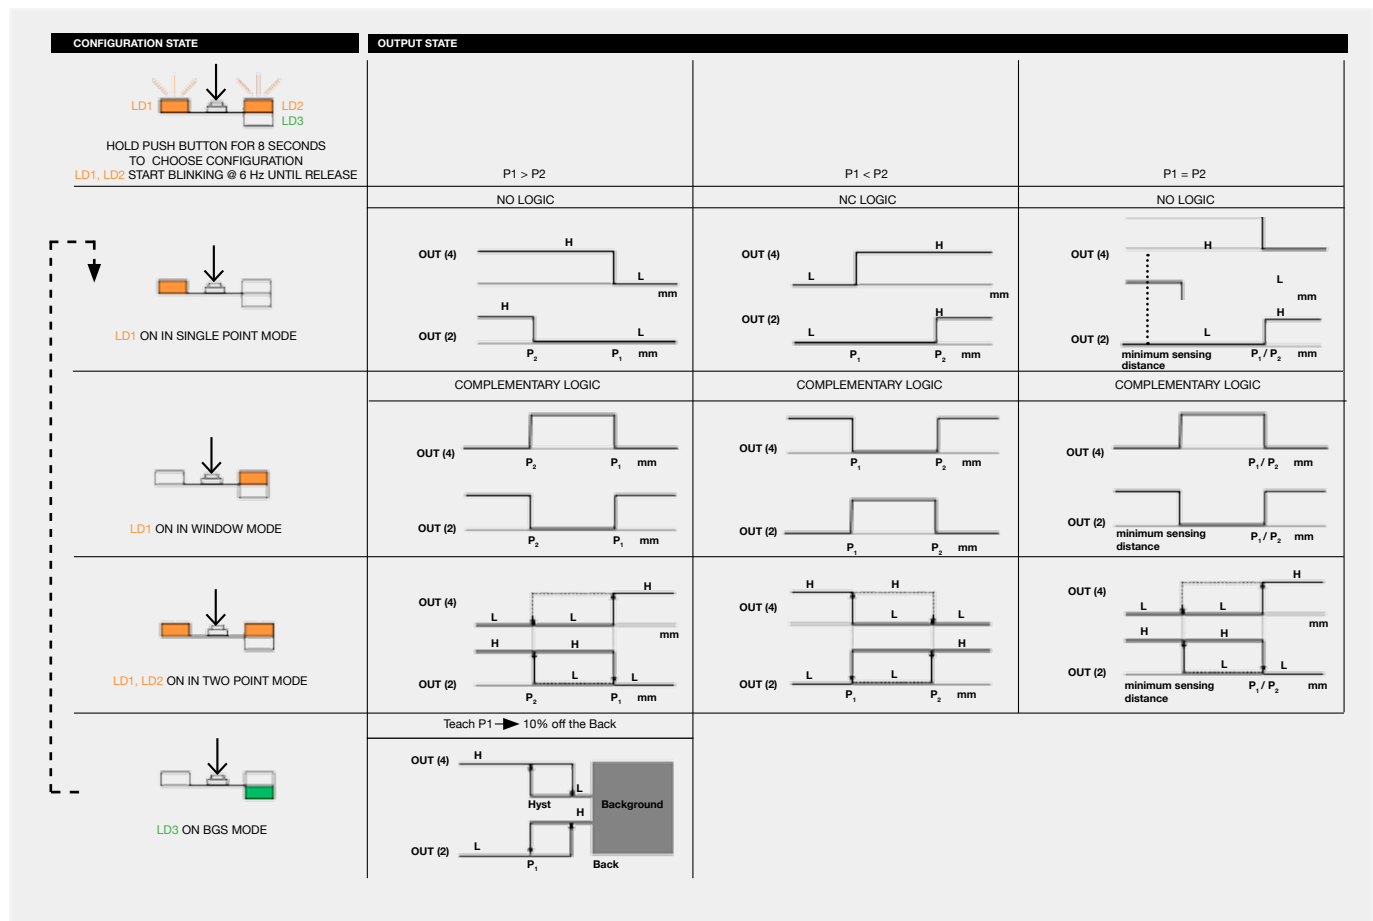 CONFIGURATION STATE
OUTPUT STATE
LD1
LD2
LD3
HOLD PUSH BUTTON FOR 8 SECONDS
TO CHOOSE CONFIGURATION
LD1, LD2 START BLINKING @ 6 Hz UNTIL RELEASE
P1 > P2
P1 < P2
P1 = P2
NO LOGIC
NC LOGIC
NO LOGIC
LD1 ON IN SINGLE POINT MODE
OUT (4)
H
L
mm
H
OUT (2)
L
P2
P1
mm
OUT (4)
H
L
mm
OUT (2)
H
L
P1
P2
mm
OUT (4)
H
L
mm
H
OUT (2)
L
minimum sensing
distance
P1 / P2
mm
COMPLEMENTARY LOGIC
COMPLEMENTARY LOGIC
COMPLEMENTARY LOGIC
LD1 ON IN WINDOW MODE
OUT (4)
P2
P1
mm
OUT (2)
P2
P1
mm
OUT (4)
P1
P2
mm
OUT (2)
P1
P2
mm
OUT (4)
P1 / P2
mm
OUT (2)
minimum sensing
distance
P1 / P2
mm
LD1, LD2 ON IN TWO POINT MODE
H
OUT (4)
L
L
mm
H
H
OUT (2)
L
L
P2
P1
mm
H
H
OUT (4)
L
L
H
OUT (2)
L
L
P1
P2
mm
H
OUT (4)
L
L
mm
H
H
OUT (2)
L
L
minimum sensing
distance
P1 / P2
mm
Teach P1 10% off the Back
LD3 ON BGS MODE
H
OUT (4)
L
Hyst
Background
H
L
OUT (2)
P1
Back